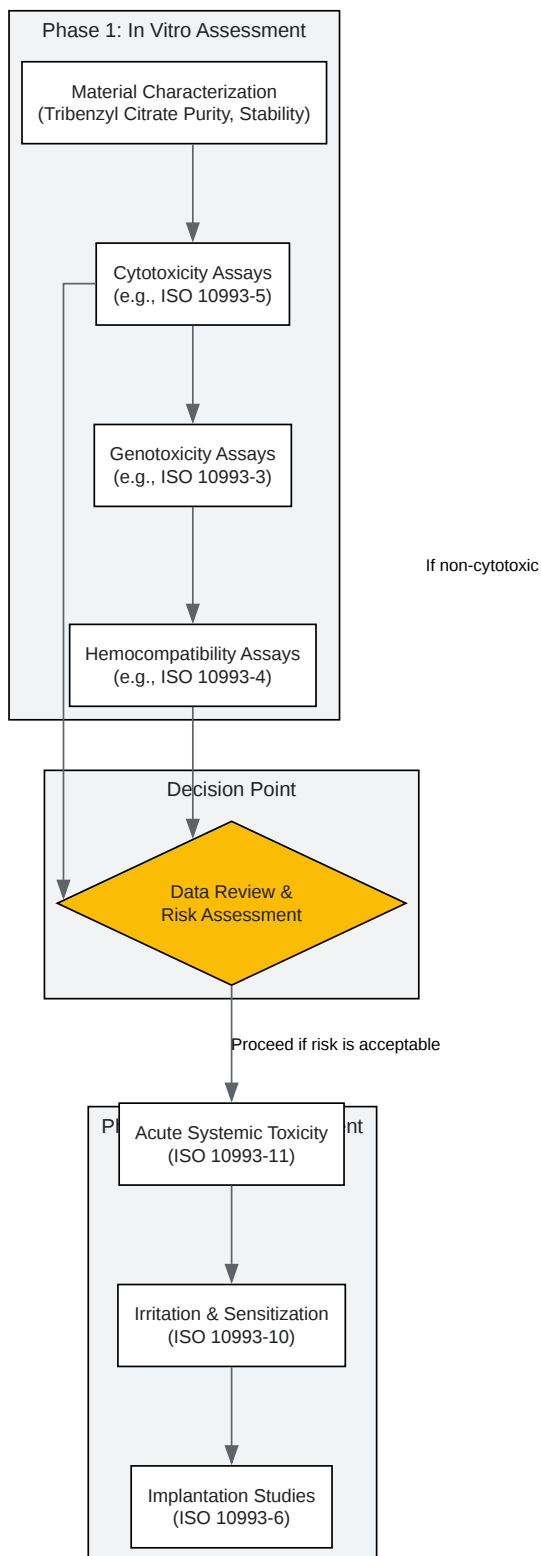 Phase 1: In Vitro Assessment
Material Characterization
(Tribenzyl Citrate Purity, Stability)
Cytotoxicity Assays
(e.g., ISO 10993-5)
Genotoxicity Assays
(e.g., ISO 10993-3)
If non-cytotoxic
Hemocompatibility Assays
(e.g., ISO 10993-4)
Decision Point
Data Review &
Risk Assessment
Proceed if risk is acceptable
Acute Systemic Toxicity
(ISO 10993-11)
Irritation & Sensitization
(ISO 10993-10)
Implantation Studies
(ISO 10993-6)